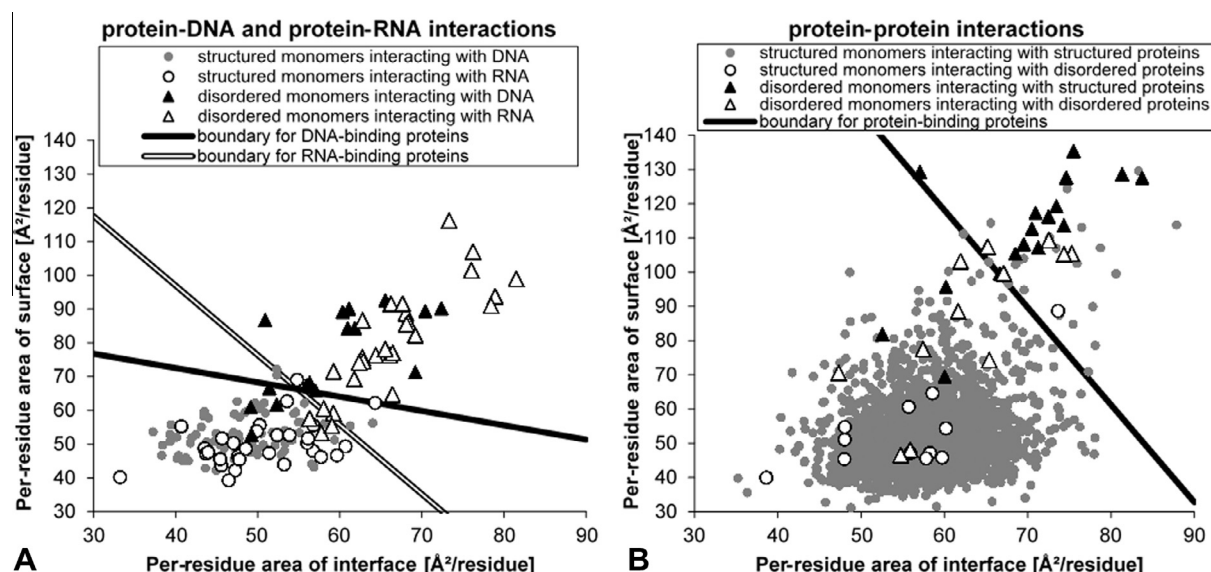 protein-DNA and protein-RNA interactions
structured monomers interacting with DNA
structured monomers interacting with RNA
disordered monomers interacting with DNA
disordered monomers interacting with RNA
boundary for DNA-binding proteins
boundary for RNA-binding proteins
Per-residue area of surface [Å²/residue]
140
130
120
110
100
90
80
70
60
50
40
30
30 40 50 60 70 80 90
A Per-residue area of interface [Å²/residue]
protein-protein interactions
structured monomers interacting with structured proteins
structured monomers interacting with disordered proteins
disordered monomers interacting with structured proteins
disordered monomers interacting with disordered proteins
boundary for protein-binding proteins
Per-residue area of surface [Å²/residue]
140
130
120
110
100
90
80
70
60
50
40
30
30 40 50 60 70 80 90
B Per-residue area of interface [Å²/residue]